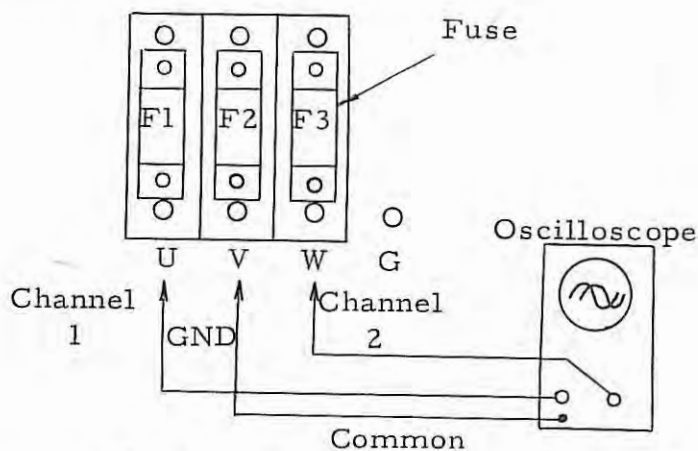 Fuse
F1 F2 F3
Oscilloscope
U V W G
Channel
1
GND
Channel
2
Common